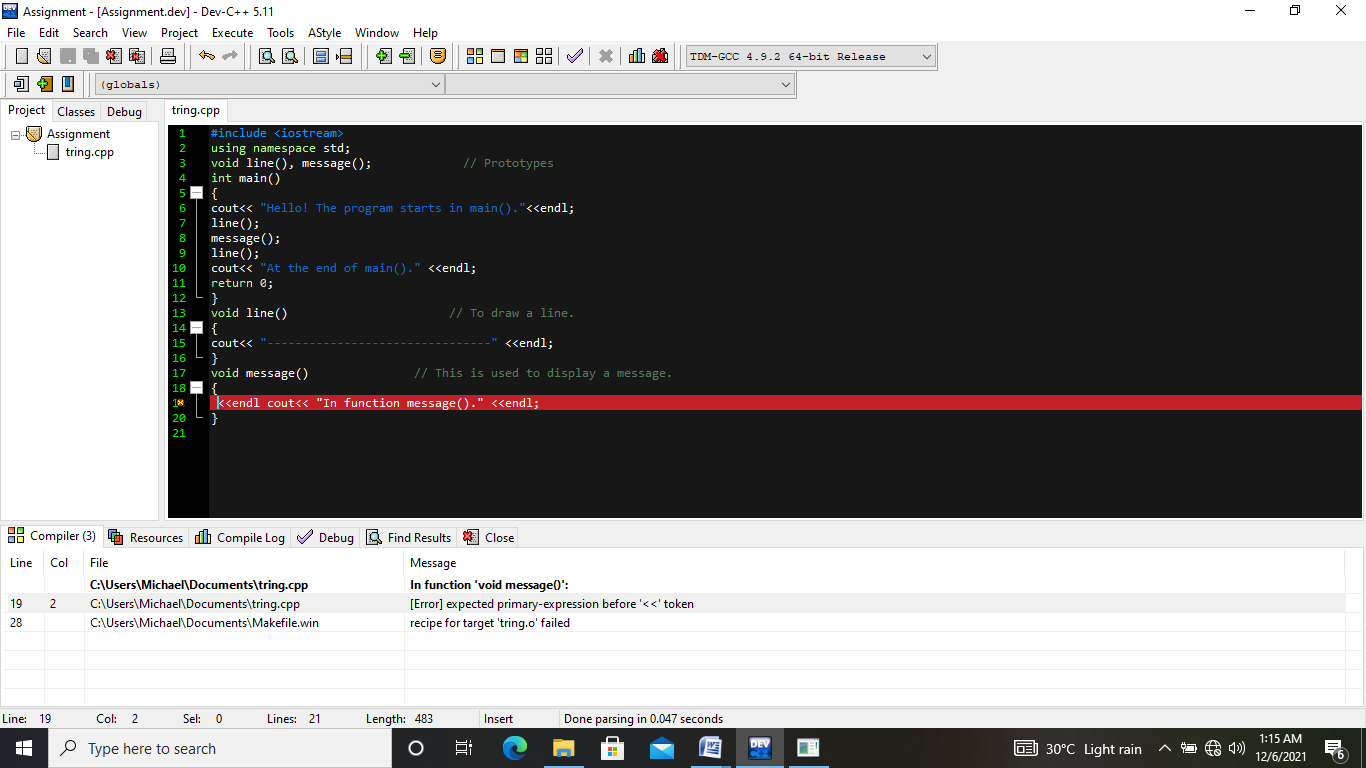 Assignment - [Assignment.dev] - Dev-C++ 5.11
File Edit Search View Project Execute Tools AStyle Window Help
TDM-GCC 4.9.2 64-bit Release
(globals)
Project Classes Debug
tring.cpp
Assignment
tring.cpp
1 #include <iostream>
2 using namespace std;
3 void line(), message(); // Prototypes
4 int main()
5 {
6 cout<< "Hello! The program starts in main()."<<endl;
7 line();
8 message();
9 line();
10 cout<< "At the end of main()." <<endl;
11 return 0;
12 }
13 void line() // To draw a line.
14 {
15 cout<< "--------------------------------" <<endl;
16 }
17 void message() // This is used to display a message.
18 {
19 <<endl cout<< "In function message()." <<endl;
20 }
21
Compiler (3) Resources Compile Log Debug Find Results Close
Line Col File Message
C:\Users\Michael\Documents\tring.cpp In function 'void message()':
19 2 C:\Users\Michael\Documents\tring.cpp [Error] expected primary-expression before '<<' token
28 C:\Users\Michael\Documents\Makefile.win recipe for target 'tring.o' failed
Line: 19 Col: 2 Sel: 0 Lines: 21 Length: 483 Insert Done parsing in 0.047 seconds
Type here to search
DEV
30°C Light rain
1:15 AM
12/6/2021
6